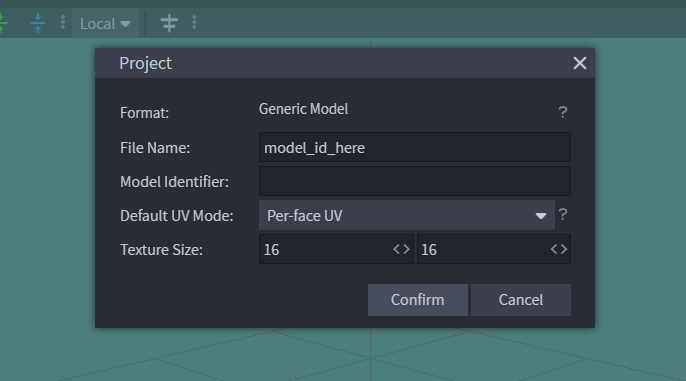 Local
Project
Format: Generic Model ?
File Name: model_id_here
Model Identifier:
Default UV Mode: Per-face UV ?
Texture Size: 16 16
Confirm Cancel